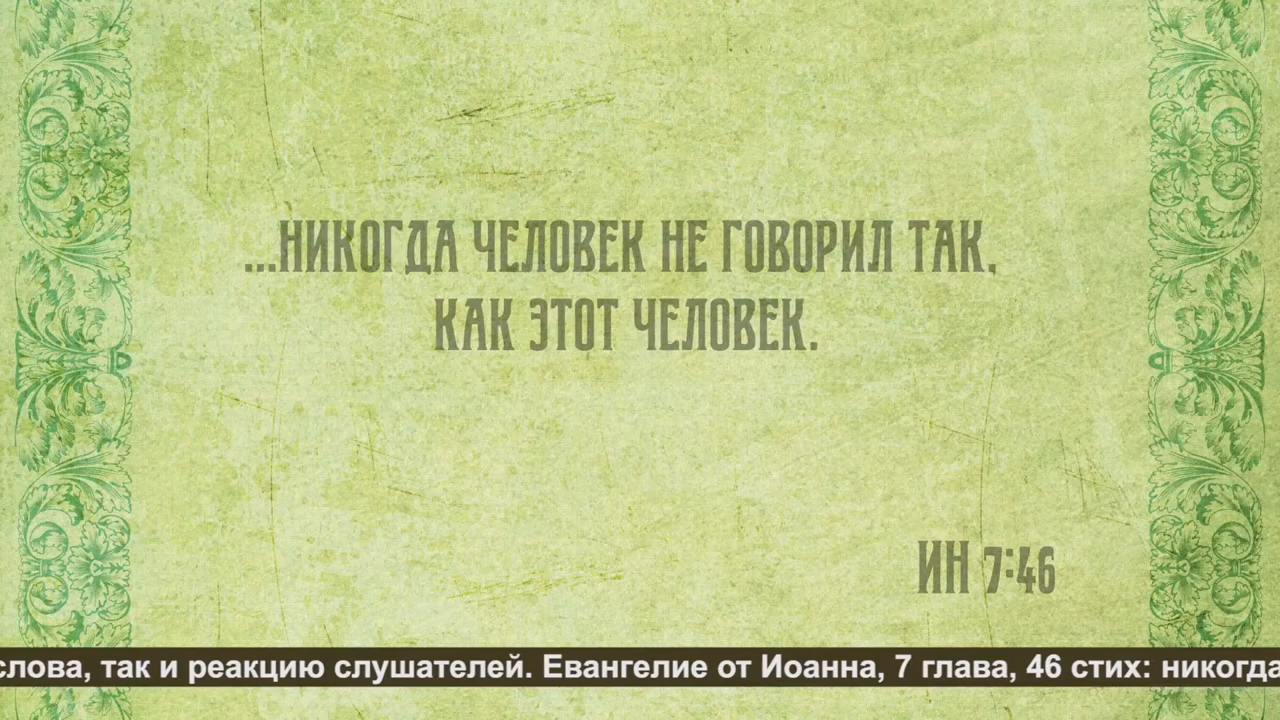 ...НИКОГДА ЧЕЛОВЕК НЕ ГОВОРИЛ ТАК,
КАК ЭТОТ ЧЕЛОВЕК.
ИН 7:46
слова, так и реакцию слушателей. Евангелие от Иоанна, 7 глава, 46 стих: никогда